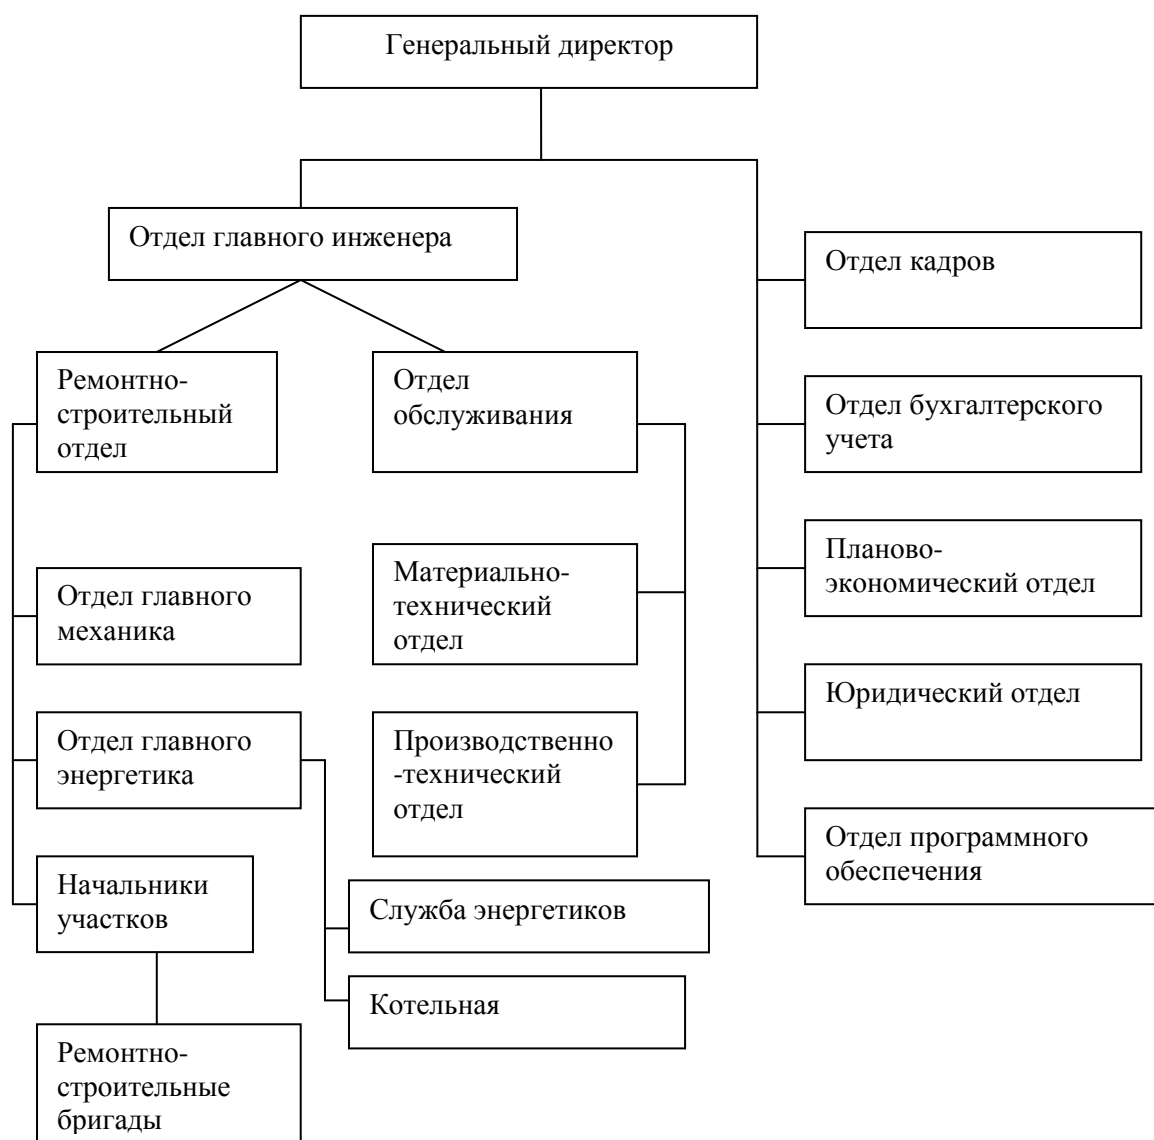 Генеральный директор
Отдел главного инженера
Отдел кадров
Ремонтно-
строительный
отдел
Отдел
обслуживания
Отдел бухгалтерского
учета
Материально-
технический
отдел
Планово-
экономический отдел
Отдел главного
механика
Юридический отдел
Отдел главного
энергетика
Производственно
-технический
отдел
Отдел программного
обеспечения
Начальники
участков
Служба энергетиков
Котельная
Ремонтно-
строительные
бригады